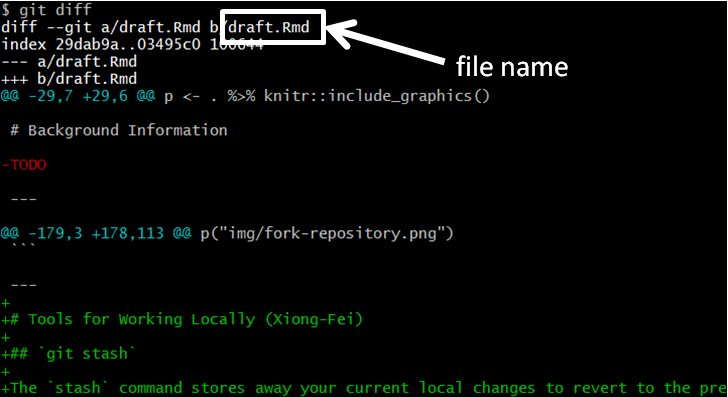 $ git diff
diff --git a/draft.Rmd b/draft.Rmd
index 29dab9a..03495c0 100644
--- a/draft.Rmd
+++ b/draft.Rmd
file name
@@ -29,7 +29,6 @@ p <- . %>% knitr::include_graphics()
# Background Information
-TODO
---
@@ -179,3 +178,113 @@ p("img/fork-repository.png")
```
---
+
+# Tools for Working Locally (Xiong-Fei)
+
+## `git stash`
+
+The `stash` command stores away your current local changes to revert to the pre